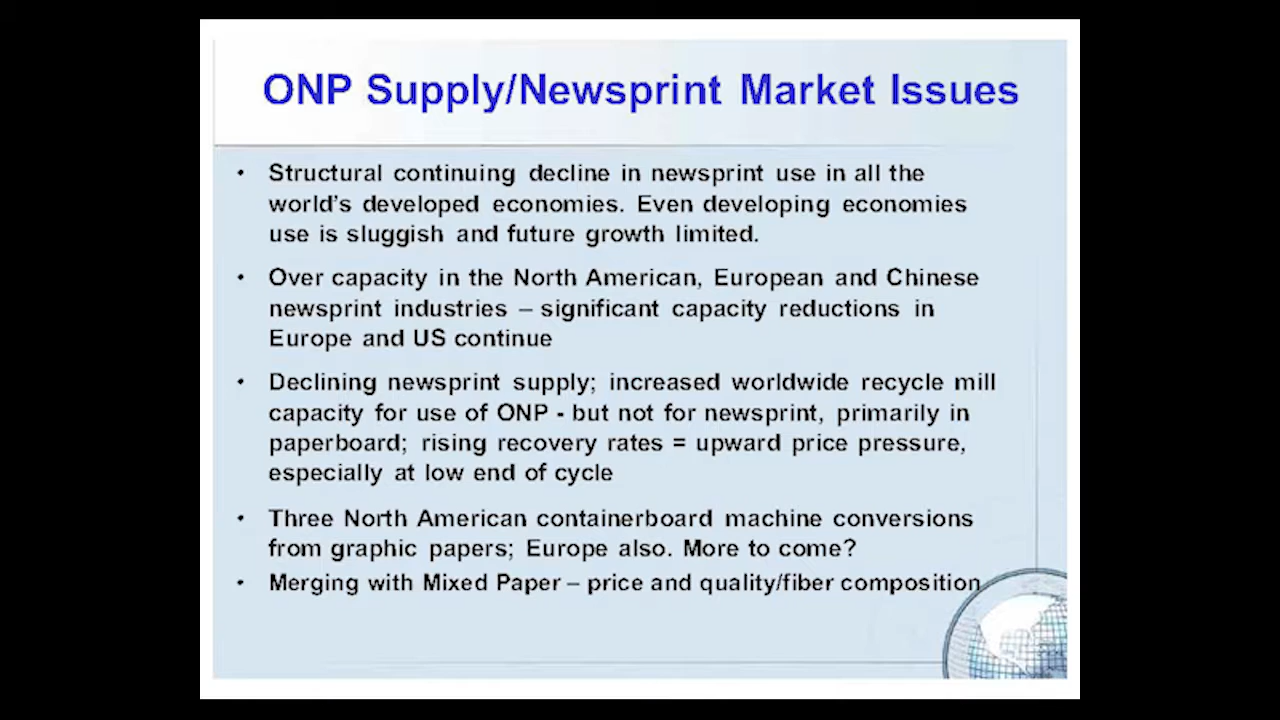 ONP Supply/Newsprint Market Issues
• Structural continuing decline in newsprint use in all the
world’s developed economies. Even developing economies
use is sluggish and future growth limited.
• Over capacity in the North American, European and Chinese
newsprint industries – significant capacity reductions in
Europe and US continue
• Declining newsprint supply; increased worldwide recycle mill
capacity for use of ONP - but not for newsprint, primarily in
paperboard; rising recovery rates = upward price pressure,
especially at low end of cycle
• Three North American containerboard machine conversions
from graphic papers; Europe also. More to come?
• Merging with Mixed Paper – price and quality/fiber composition